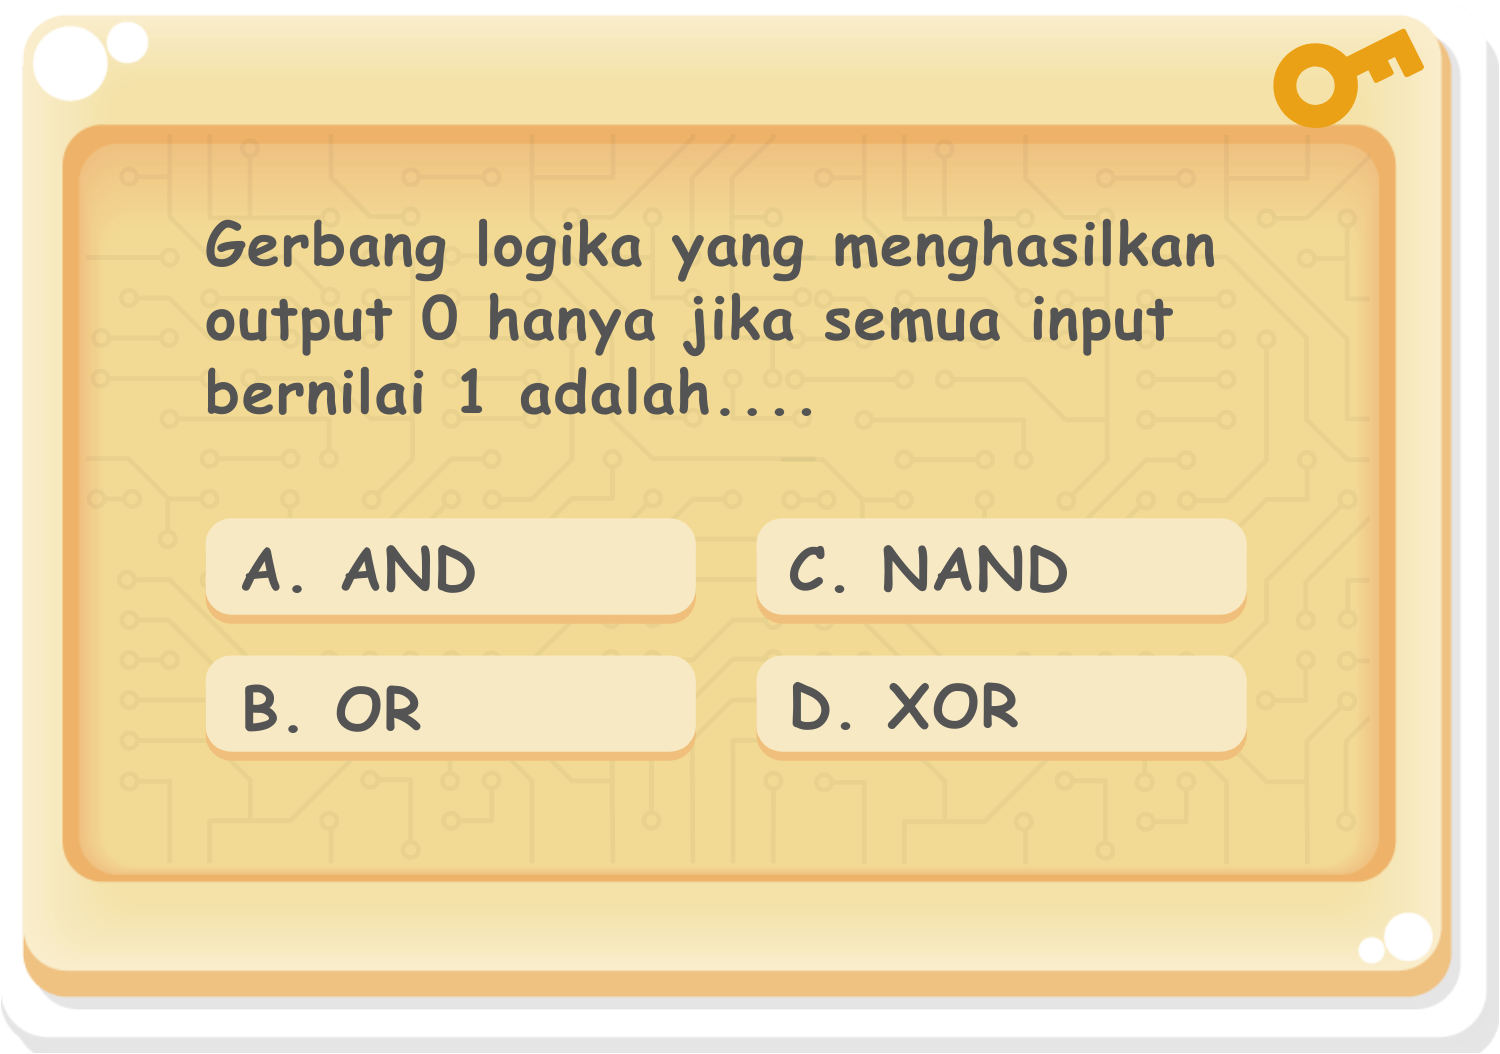 Gerbang logika yang menghasilkan
output 0 hanya jika semua input
bernilai 1 adalah....
A. AND
B. OR
C. NAND
D. XOR